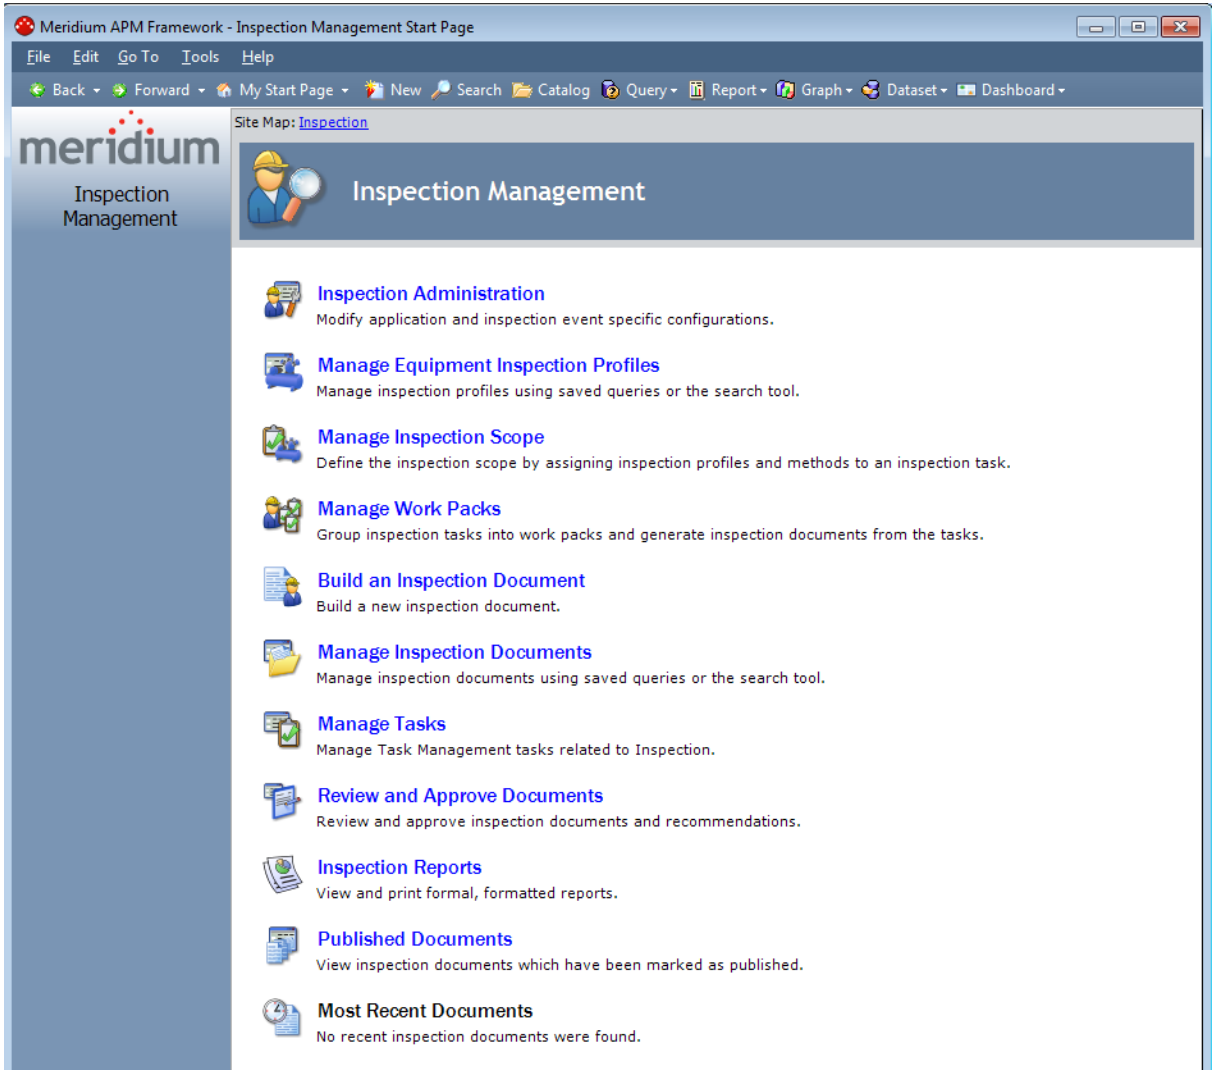 Meridium APM Framework - Inspection Management Start Page
File Edit Go To Tools Help
Back Forward My Start Page New Search Catalog Query Report Graph Dataset Dashboard
meridium
Inspection
Management
Site Map: Inspection
Inspection Management
Inspection Administration
Modify application and inspection event specific configurations.
Manage Equipment Inspection Profiles
Manage inspection profiles using saved queries or the search tool.
Manage Inspection Scope
Define the inspection scope by assigning inspection profiles and methods to an inspection task.
Manage Work Packs
Group inspection tasks into work packs and generate inspection documents from the tasks.
Build an Inspection Document
Build a new inspection document.
Manage Inspection Documents
Manage inspection documents using saved queries or the search tool.
Manage Tasks
Manage Task Management tasks related to Inspection.
Review and Approve Documents
Review and approve inspection documents and recommendations.
Inspection Reports
View and print formal, formatted reports.
Published Documents
View inspection documents which have been marked as published.
Most Recent Documents
No recent inspection documents were found.